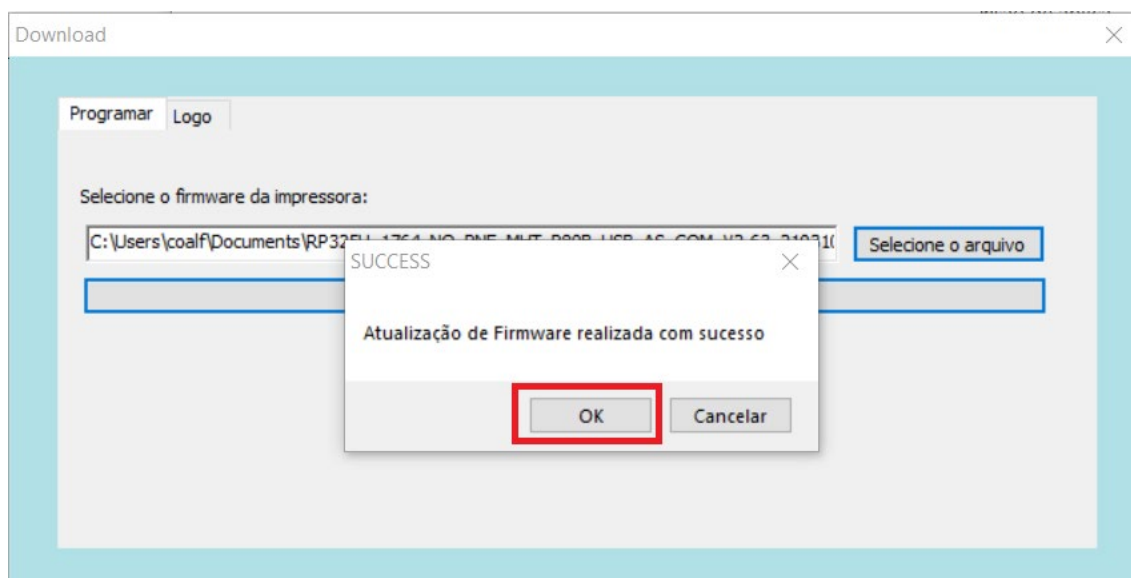 Download
Programar Logo
Selecione o firmware da impressora:
C:\Users\coalf\Documents\
Selecione o arquivo
SUCCESS
Atualização de Firmware realizada com sucesso
OK Cancelar